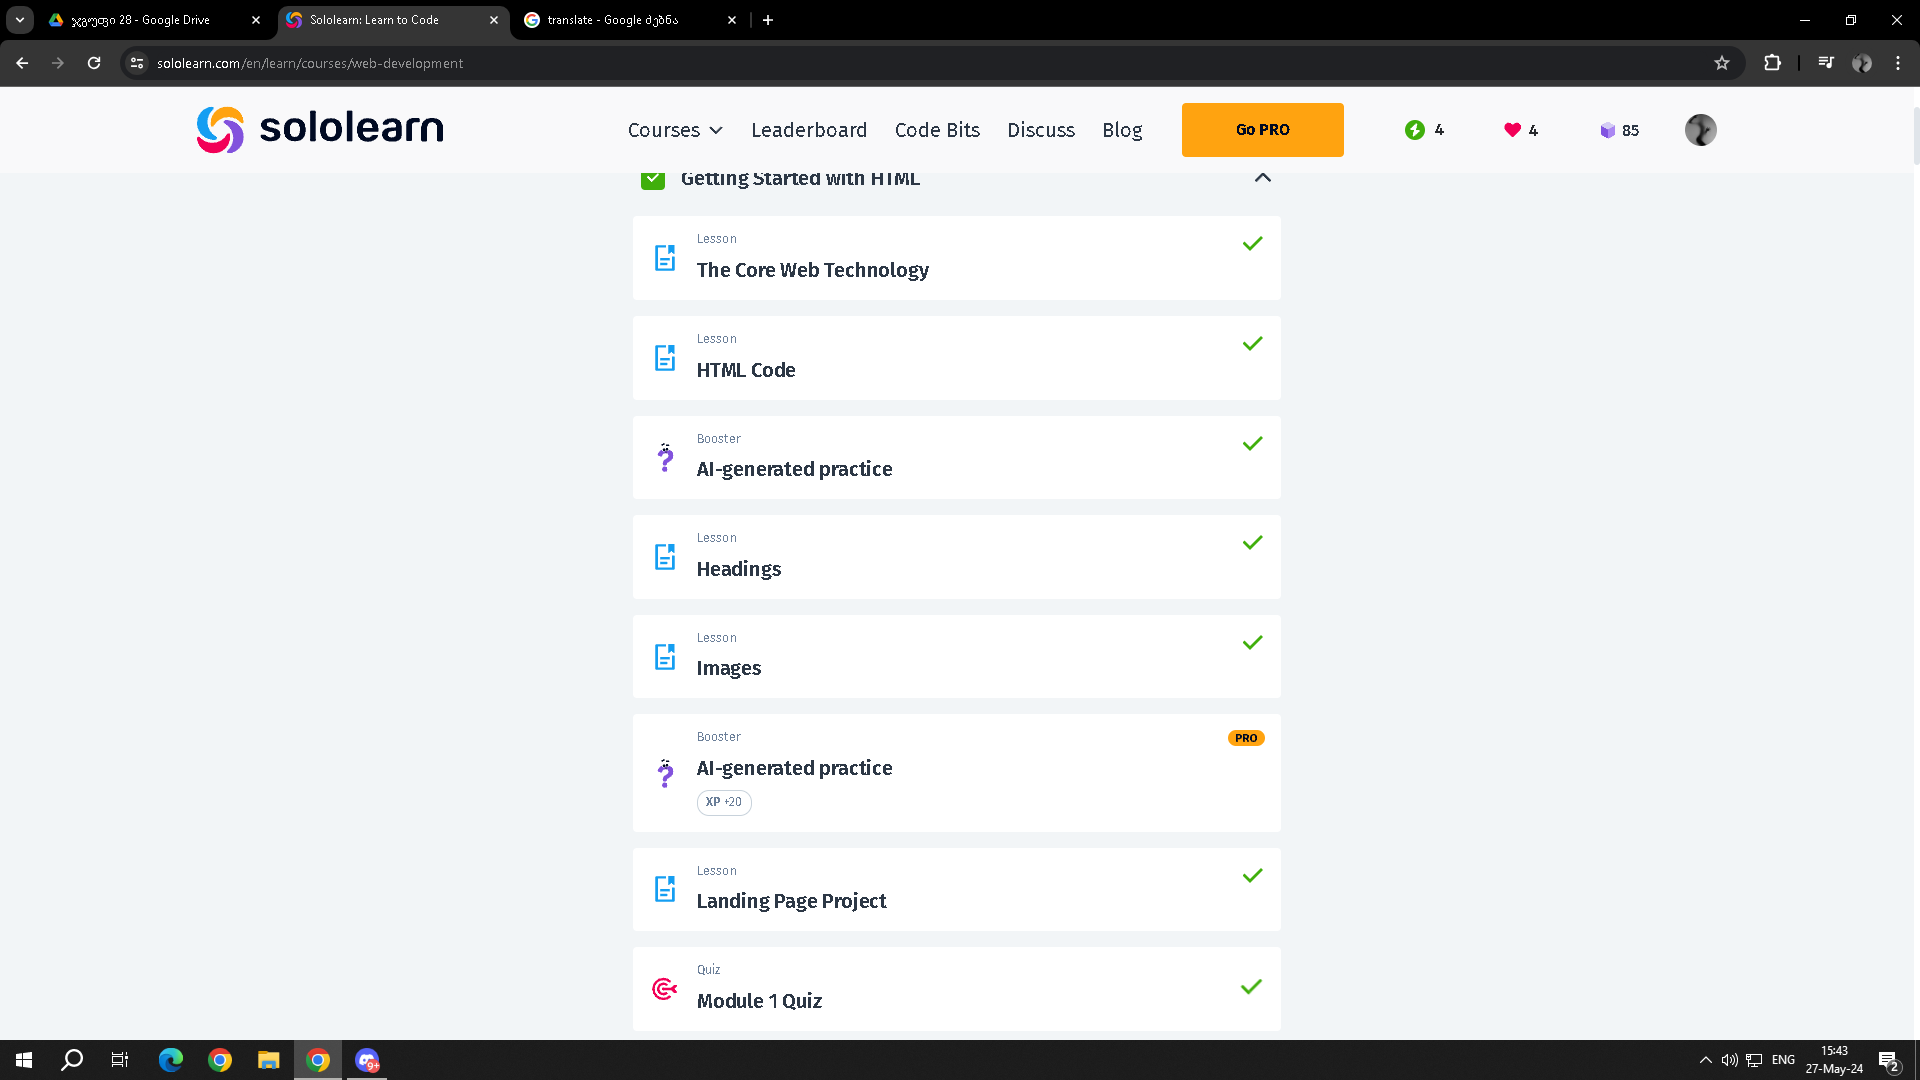 ჯგუფი 28 - Google Drive
Sololearn: Learn to Code
translate - Google ძებნა
sololearn.com/en/learn/courses/web-development
sololearn
Courses
Leaderboard
Code Bits
Discuss
Blog
Go PRO
4
4
85
Getting Started with HTML
Lesson
The Core Web Technology
Lesson
HTML Code
Booster
AI-generated practice
Lesson
Headings
Lesson
Images
Booster
PRO
AI-generated practice
XP +20
Lesson
Landing Page Project
Quiz
Module 1 Quiz
9+
ENG
15:43
27-May-24
2